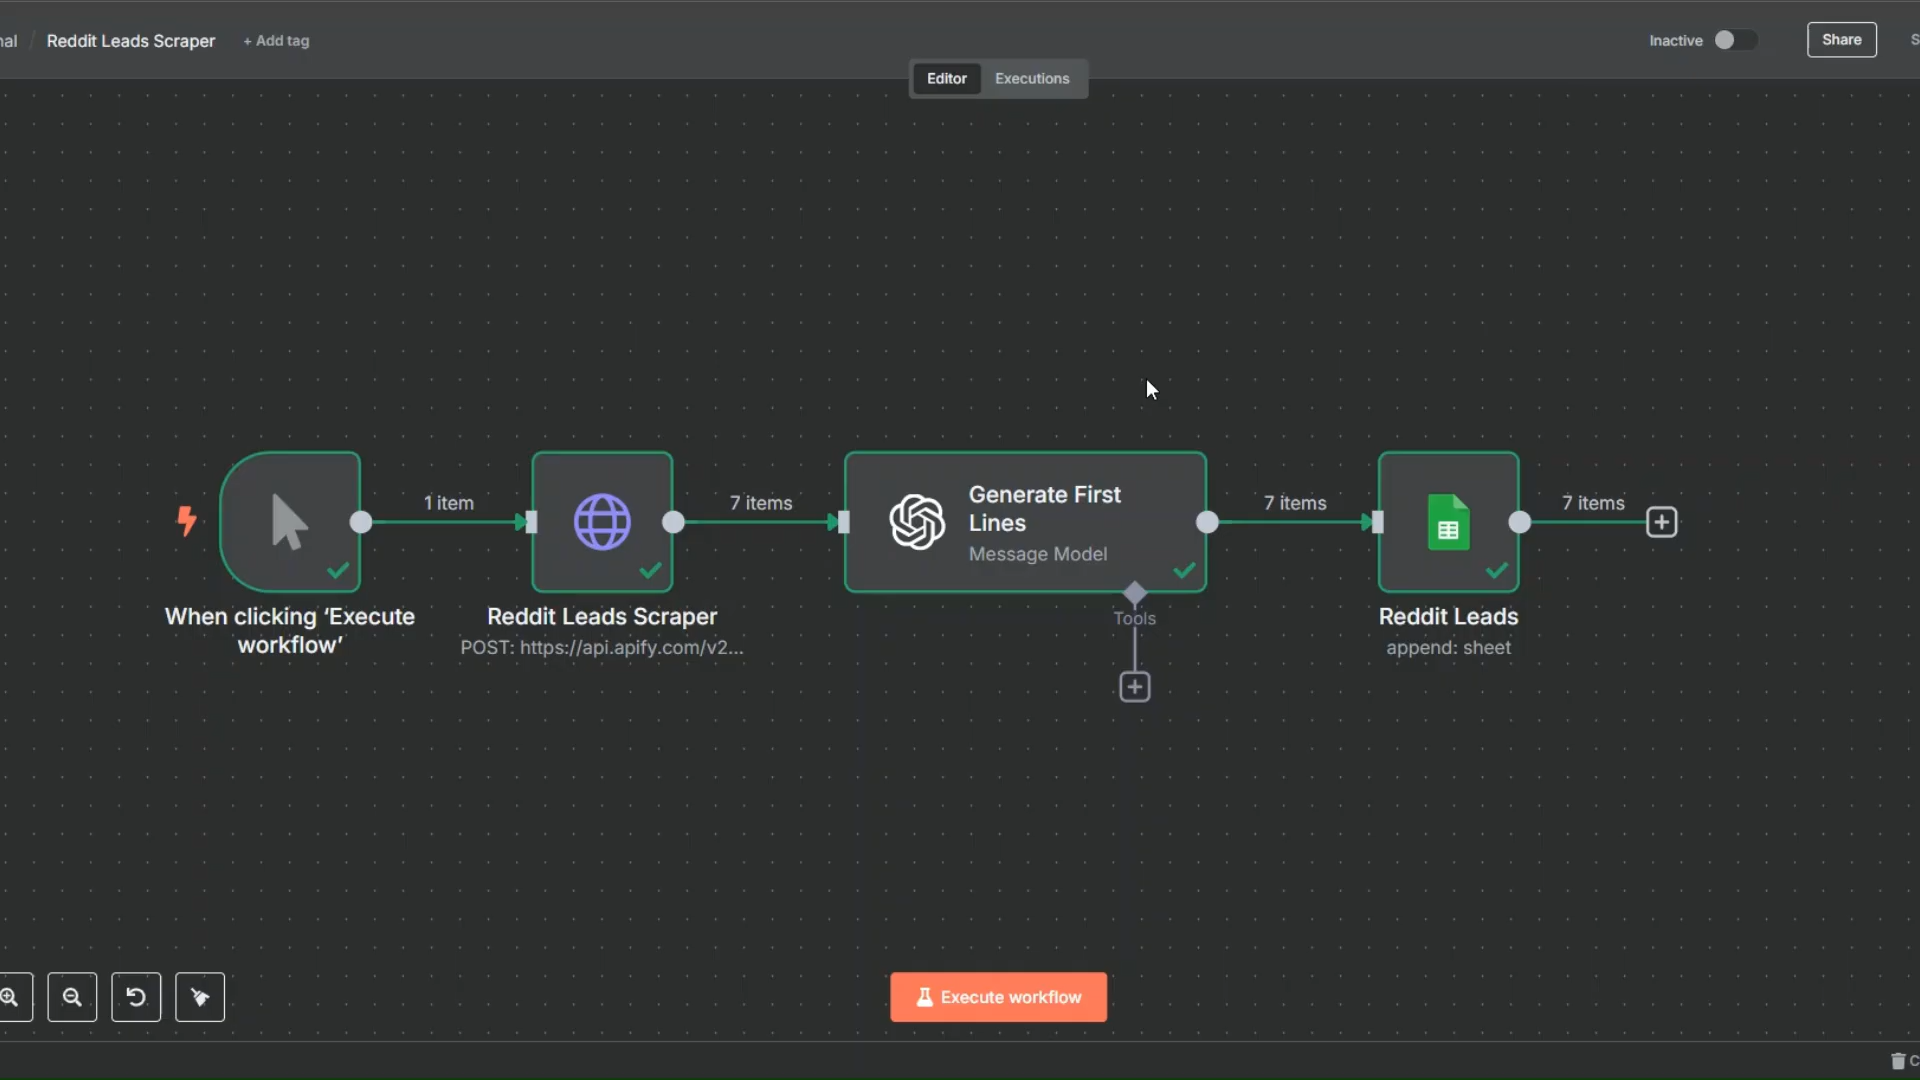 nal / Reddit Leads Scraper + Add tag
Inactive
Share
S
Editor Executions
1 item
7 items
Generate First
Lines
Message Model
7 items
7 items
Tools
When clicking ‘Execute
workflow’
Reddit Leads Scraper
POST: https://api.apify.com/v2...
Reddit Leads
append: sheet
Execute workflow
C